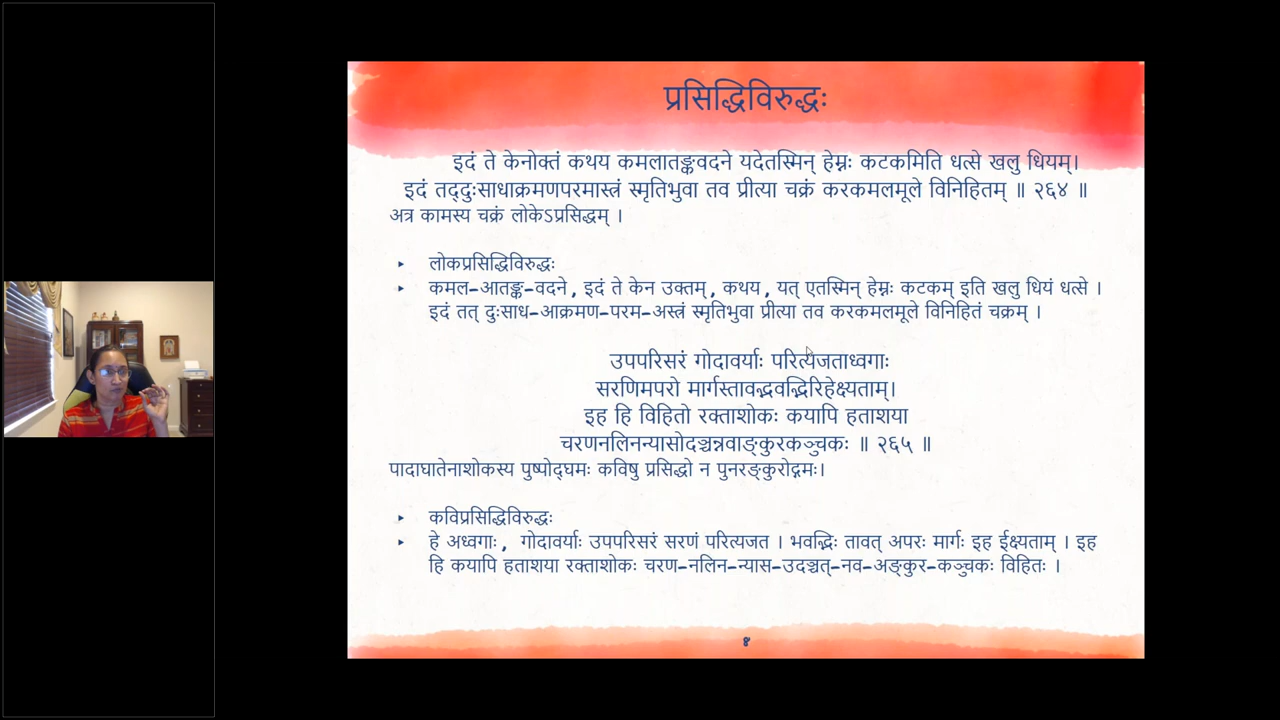 प्रसिद्धिविरुद्धः
इदं ते केनोक्तं कथय कमलातङ्कवदने यदेतस्मिन् हेम्नः कटकमिति धत्से खलु धियम्।
इदं तद्दुःसाधाक्रमणपरमास्त्रं स्मृतिभुवा तव प्रीत्या चक्रं करकमलमूले विनिहितम् ॥ २६४ ॥
अत्र कामस्य चक्रं लोकेऽप्रसिद्धम् ।
‣ लोकप्रसिद्धिविरुद्धः
‣ कमल-आतङ्क-वदने , इदं ते केन उक्तम् , कथय , यत् एतस्मिन् हेम्नः कटकम् इति खलु धियं धत्से ।
इदं तत् दुःसाध-आक्रमण-परम-अस्त्रं स्मृतिभुवा प्रीत्या तव करकमलमूले विनिहितं चक्रम् ।
उपपरिसरं गोदावर्याः परित्यजताध्वगाः
सरणिमपरो मार्गस्तावद्भवद्भिरिहेक्ष्यताम्।
इह हि विहितो रक्ताशोकः कयापि हताशया
चरणनलिनन्यासोदञ्चन्नवाङ्कुरकञ्चुकः ॥ २६५ ॥
पादाघातेनाशोकस्य पुष्पोद्घमः कविषु प्रसिद्धो न पुनरङ्कुरोद्गमः।
‣ कविप्रसिद्धिविरुद्धः
‣ हे अध्वगाः , गोदावर्याः उपपरिसरं सरणं परित्यजत । भवद्भिः तावत् अपरः मार्गः इह ईक्ष्यताम् । इह
हि कयापि हताशया रक्ताशोकः चरण-नलिन-न्यास-उदञ्चत्-नव-अङ्कुर-कञ्चकः विहितः ।